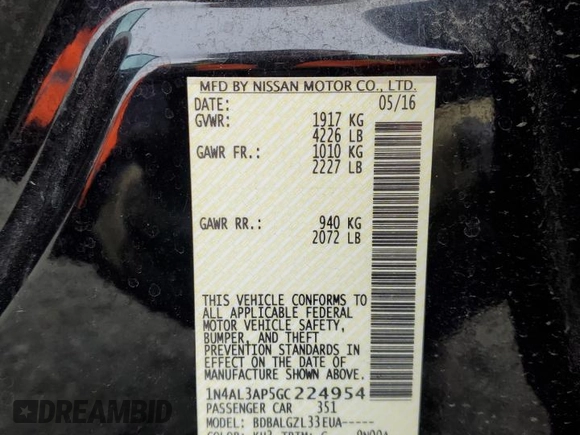 MFD BY NISSAN MOTOR CO., LTD.
DATE: 05/16
GVWR: 1917 KG
4226 LB
GAWR FR.: 1010 KG
2227 LB
GAWR RR.: 940 KG
2072 LB
THIS VEHICLE CONFORMS TO
ALL APPLICABLE FEDERAL
MOTOR VEHICLE SAFETY,
BUMPER, AND THEFT
PREVENTION STANDARDS IN
EFFECT ON THE DATE OF
MANUFACTURE SHOWN ABOVE.
1N4AL3AP5GC224954
PASSENGER CAR 351
MODEL: BDBALGZL33EUA-----
COLOR: KH3 TRIM: G
DREAMBID